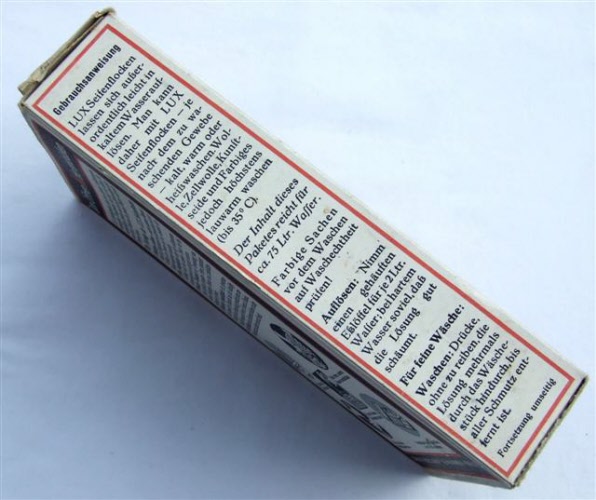 Gebrauchsanweisung
LUX Seifenflocken
lassen sich außer-
ordentlich leicht in
kaltem Wasser auf-
lösen. Man kann
daher mit LUX
Seifenflocken – je
nach dem zu wa-
schenden Gewebe
– kalt, warm oder
heiß waschen. Wol-
le, Zellwolle, Kunst-
seide und Farbiges
jedoch höchstens
lauwarm waschen
(bis 35° C).
Der Inhalt dieses
Paketes reicht für
ca. 75 Ltr. Wasser.
Farbige Sachen
vor dem Waschen
auf Waschechtheit
prüfen!
Auflösen: Nimm
einen gehäuften
Eßlöffel für je 2 Ltr.
Wasser: bei hartem
Wasser soviel, daß
die Lösung gut
schäumt.
Für feine Wäsche:
Waschen: Drücke,
ohne zu reiben, die
Lösung mehrmals
durch das Wäsche-
stück hindurch, bis
aller Schmutz ent-
fernt ist.
Fortsetzung umseitig